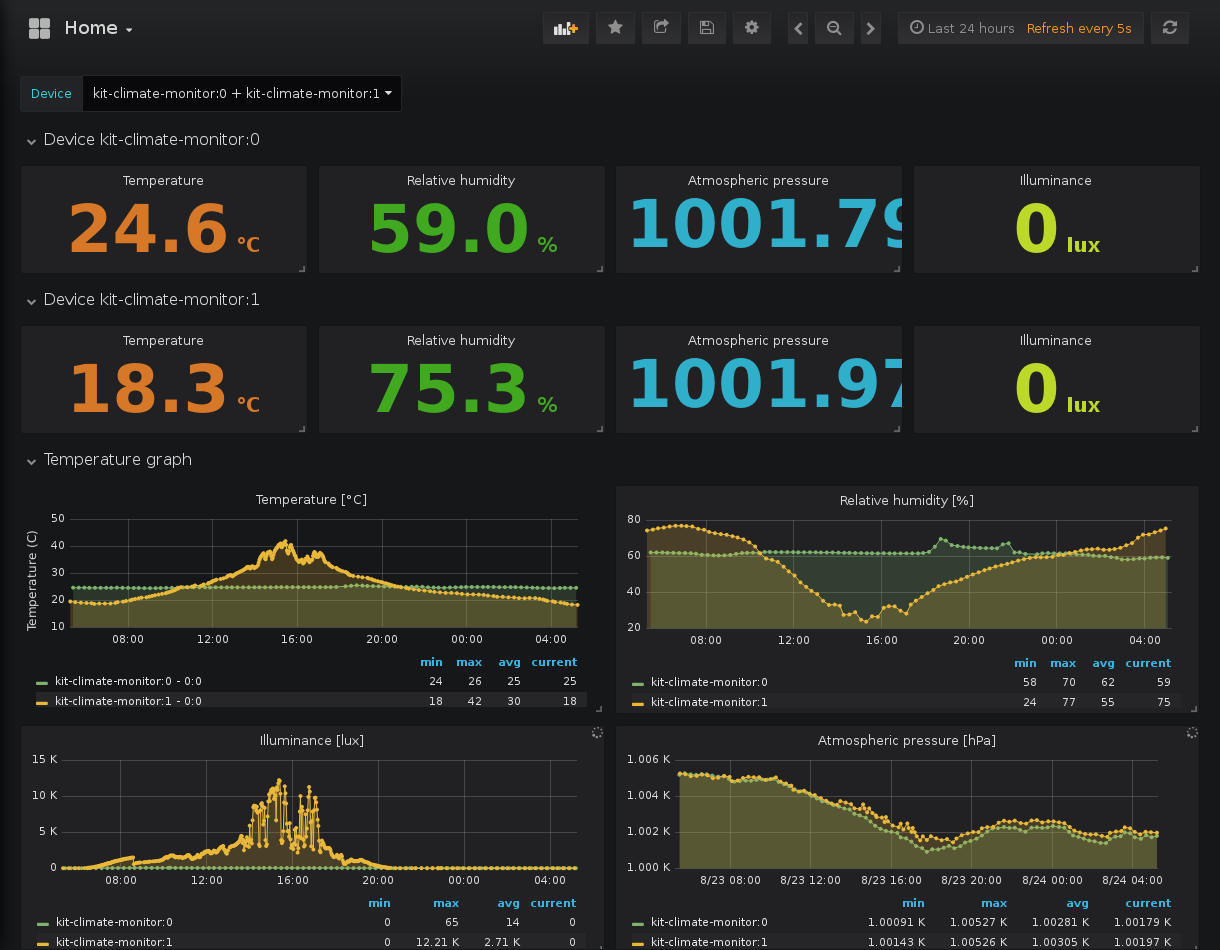 Home
Last 24 hours Refresh every 5s
Device kit-climate-monitor:0 + kit-climate-monitor:1
Device kit-climate-monitor:0
Temperature Relative humidity Atmospheric pressure Illuminance
24.6 °C 59.0 % 1001.79 0 lux
Device kit-climate-monitor:1
Temperature Relative humidity Atmospheric pressure Illuminance
18.3 °C 75.3 % 1001.97 0 lux
Temperature graph
Temperature [°C]
Temperature (C)
50
40
30
20
10
08:00 12:00 16:00 20:00 00:00 04:00
min max avg current
kit-climate-monitor:0 - 0:0 24 26 25 25
kit-climate-monitor:1 - 0:0 18 42 30 18
Relative humidity [%]
80
60
40
20
08:00 12:00 16:00 20:00 00:00 04:00
min max avg current
kit-climate-monitor:0 58 70 62 59
kit-climate-monitor:1 24 77 55 75
Illuminance [lux]
15 K
10 K
5 K
0
08:00 12:00 16:00 20:00 00:00 04:00
min max avg current
kit-climate-monitor:0 0 65 14 0
kit-climate-monitor:1 0 12.21 K 2.71 K 0
Atmospheric pressure [hPa]
1.006 K
1.004 K
1.002 K
1.000 K
8/23 08:00 8/23 12:00 8/23 16:00 8/23 20:00 8/24 00:00 8/24 04:00
min max avg current
kit-climate-monitor:0 1.00091 K 1.00527 K 1.00281 K 1.00179 K
kit-climate-monitor:1 1.00143 K 1.00526 K 1.00305 K 1.00197 K